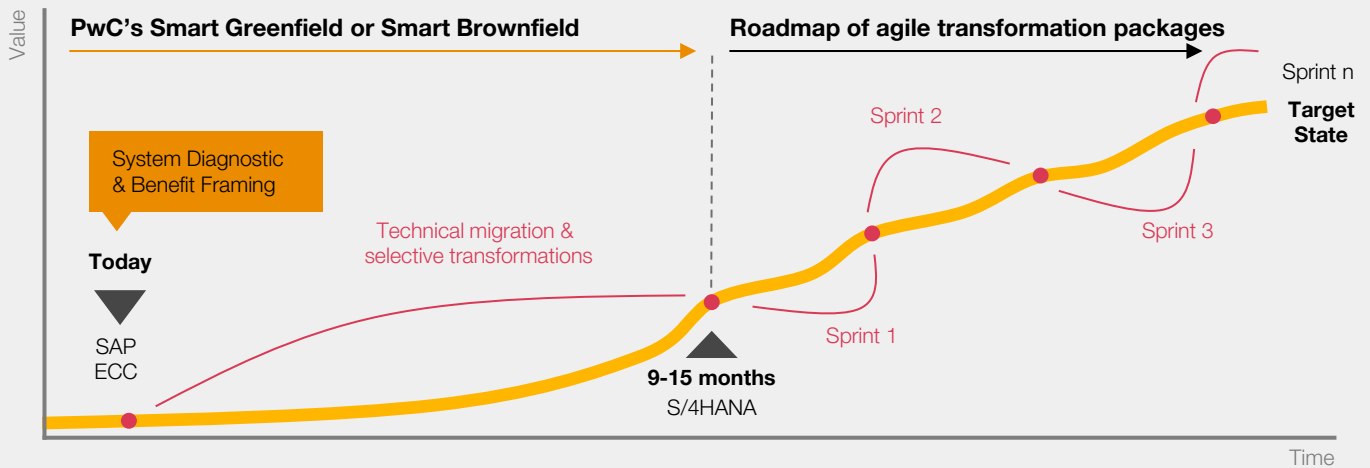 Value
PwC's Smart Greenfield or Smart Brownfield
Roadmap of agile transformation packages
Sprint n
Target
State
Sprint 2
System Diagnostic
& Benefit Framing
Technical migration &
selective transformations
Sprint 3
Today
Sprint 1
SAP
ECC
9-15 months
S/4HANA
Time